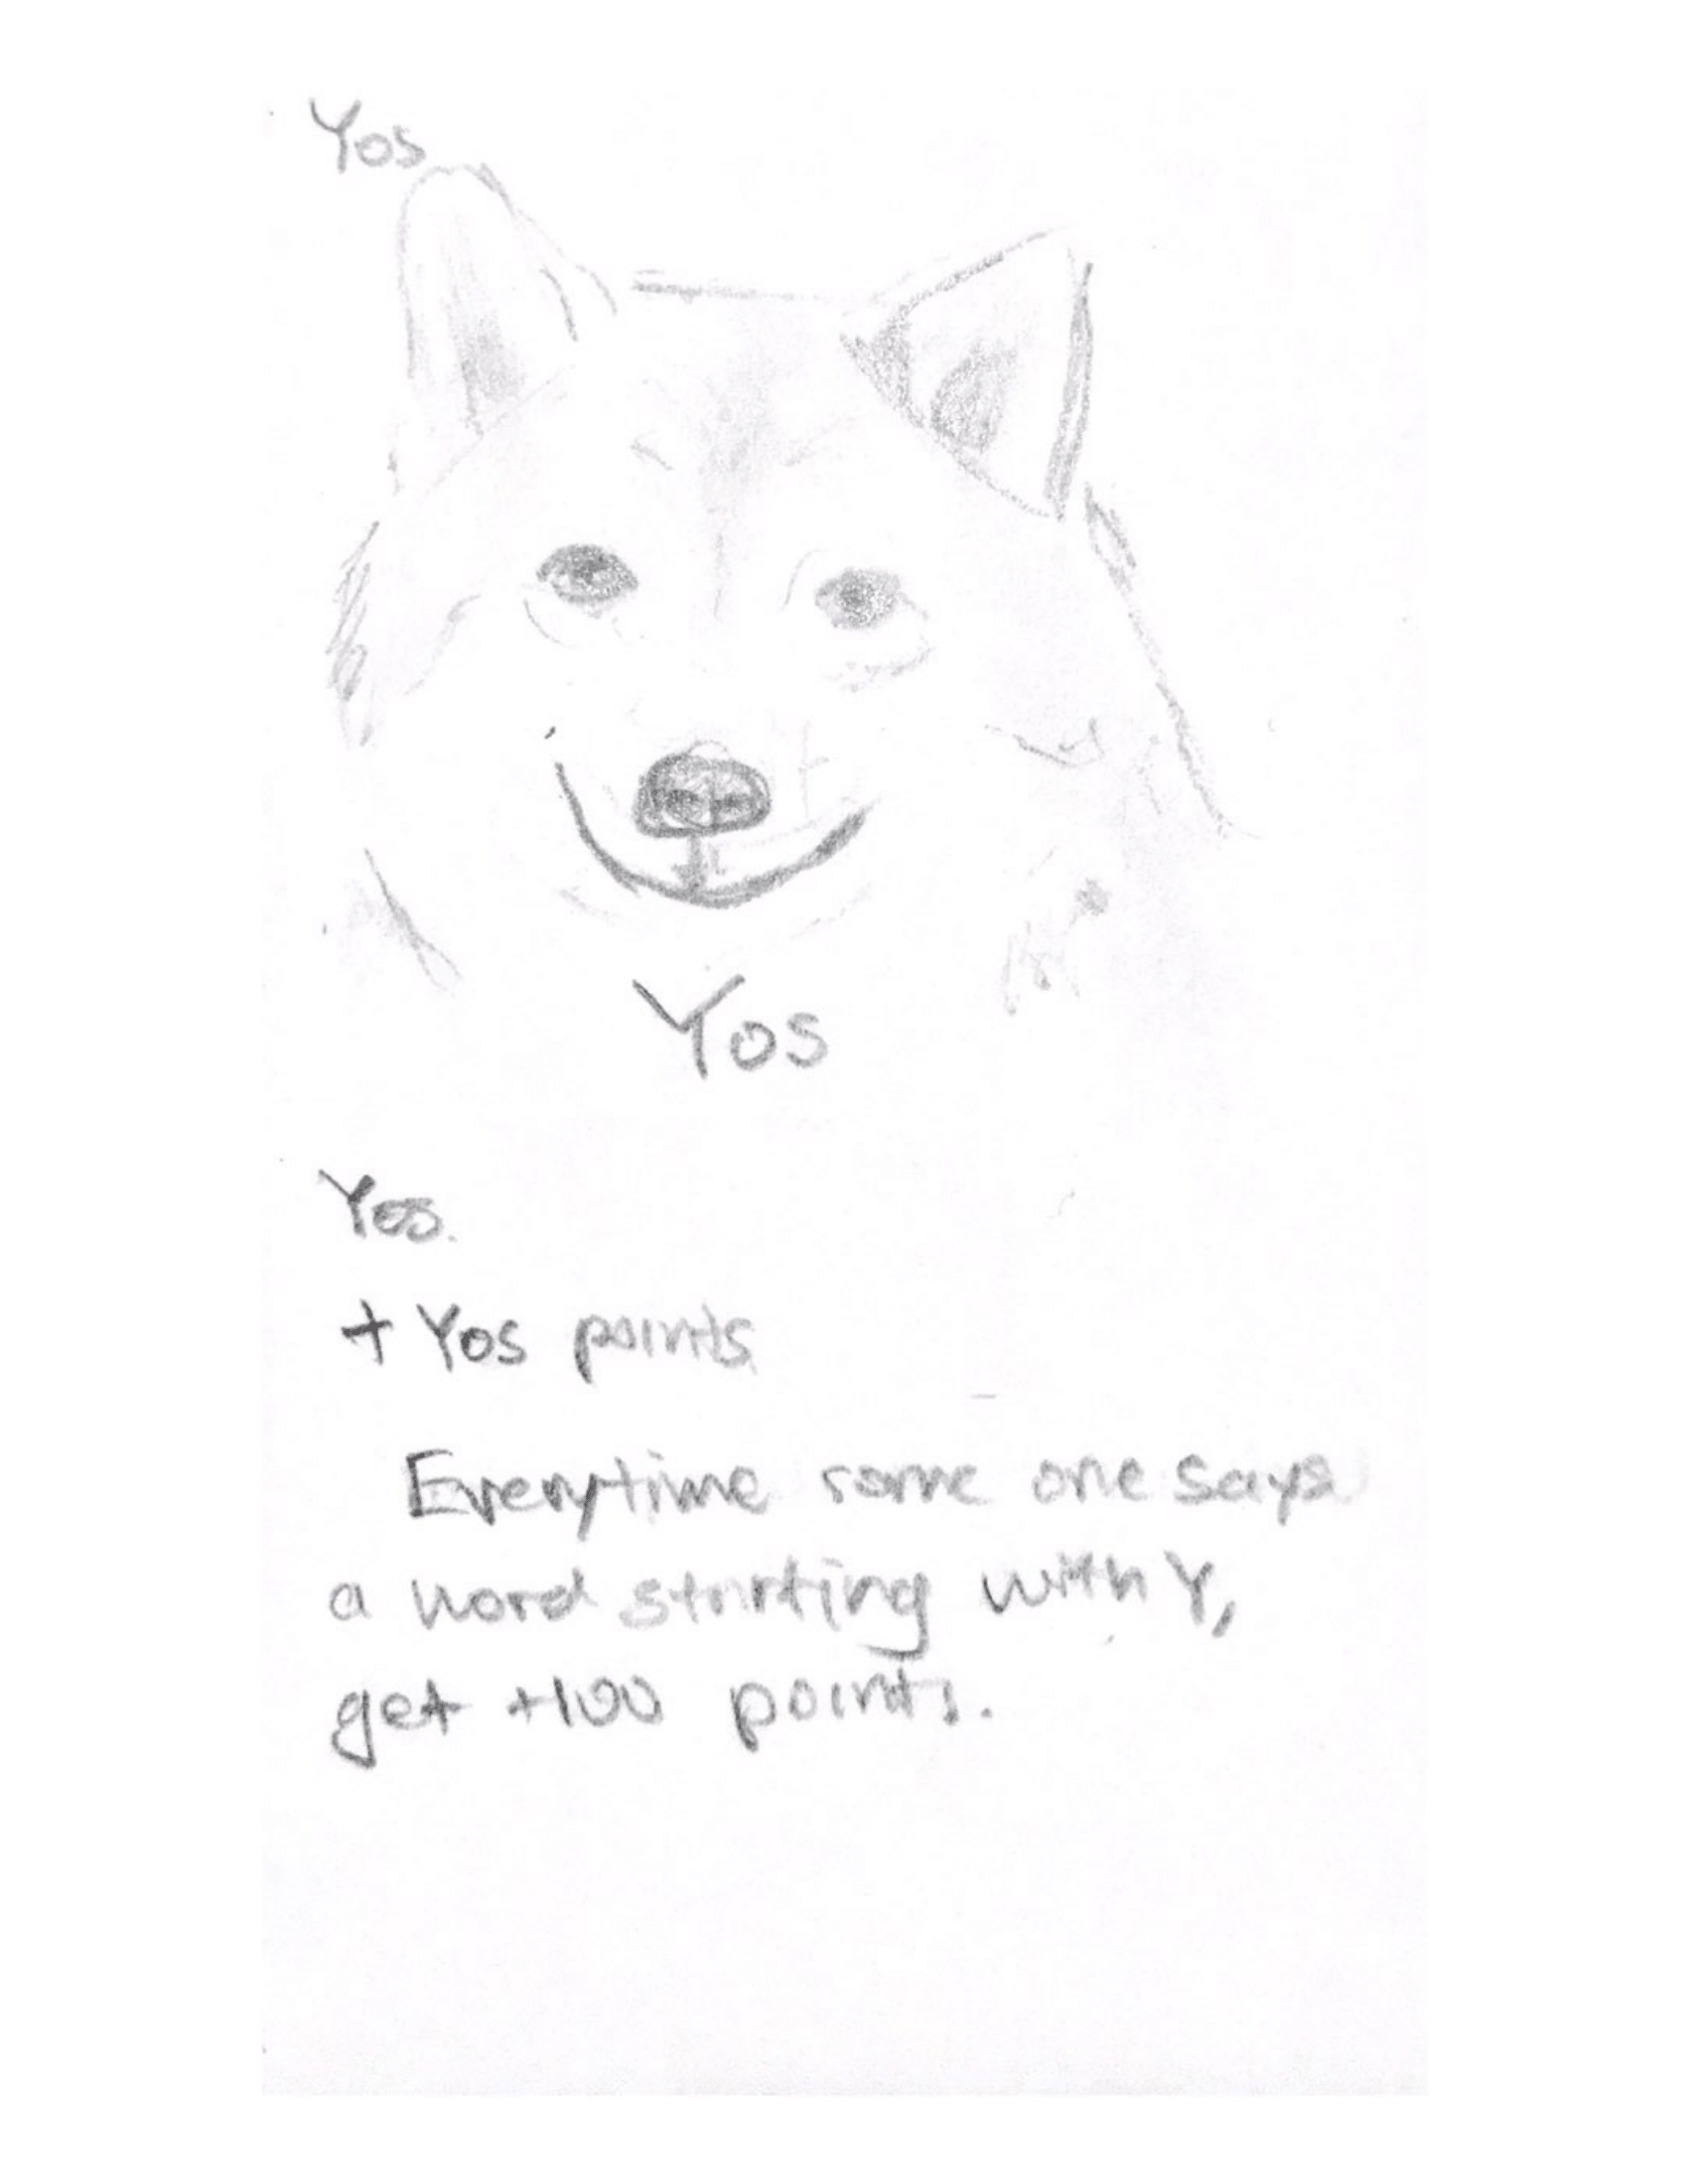 Yos
Yos
Yos.
+ Yos points
Everytime some one says
a word starting with Y,
get +100 points.